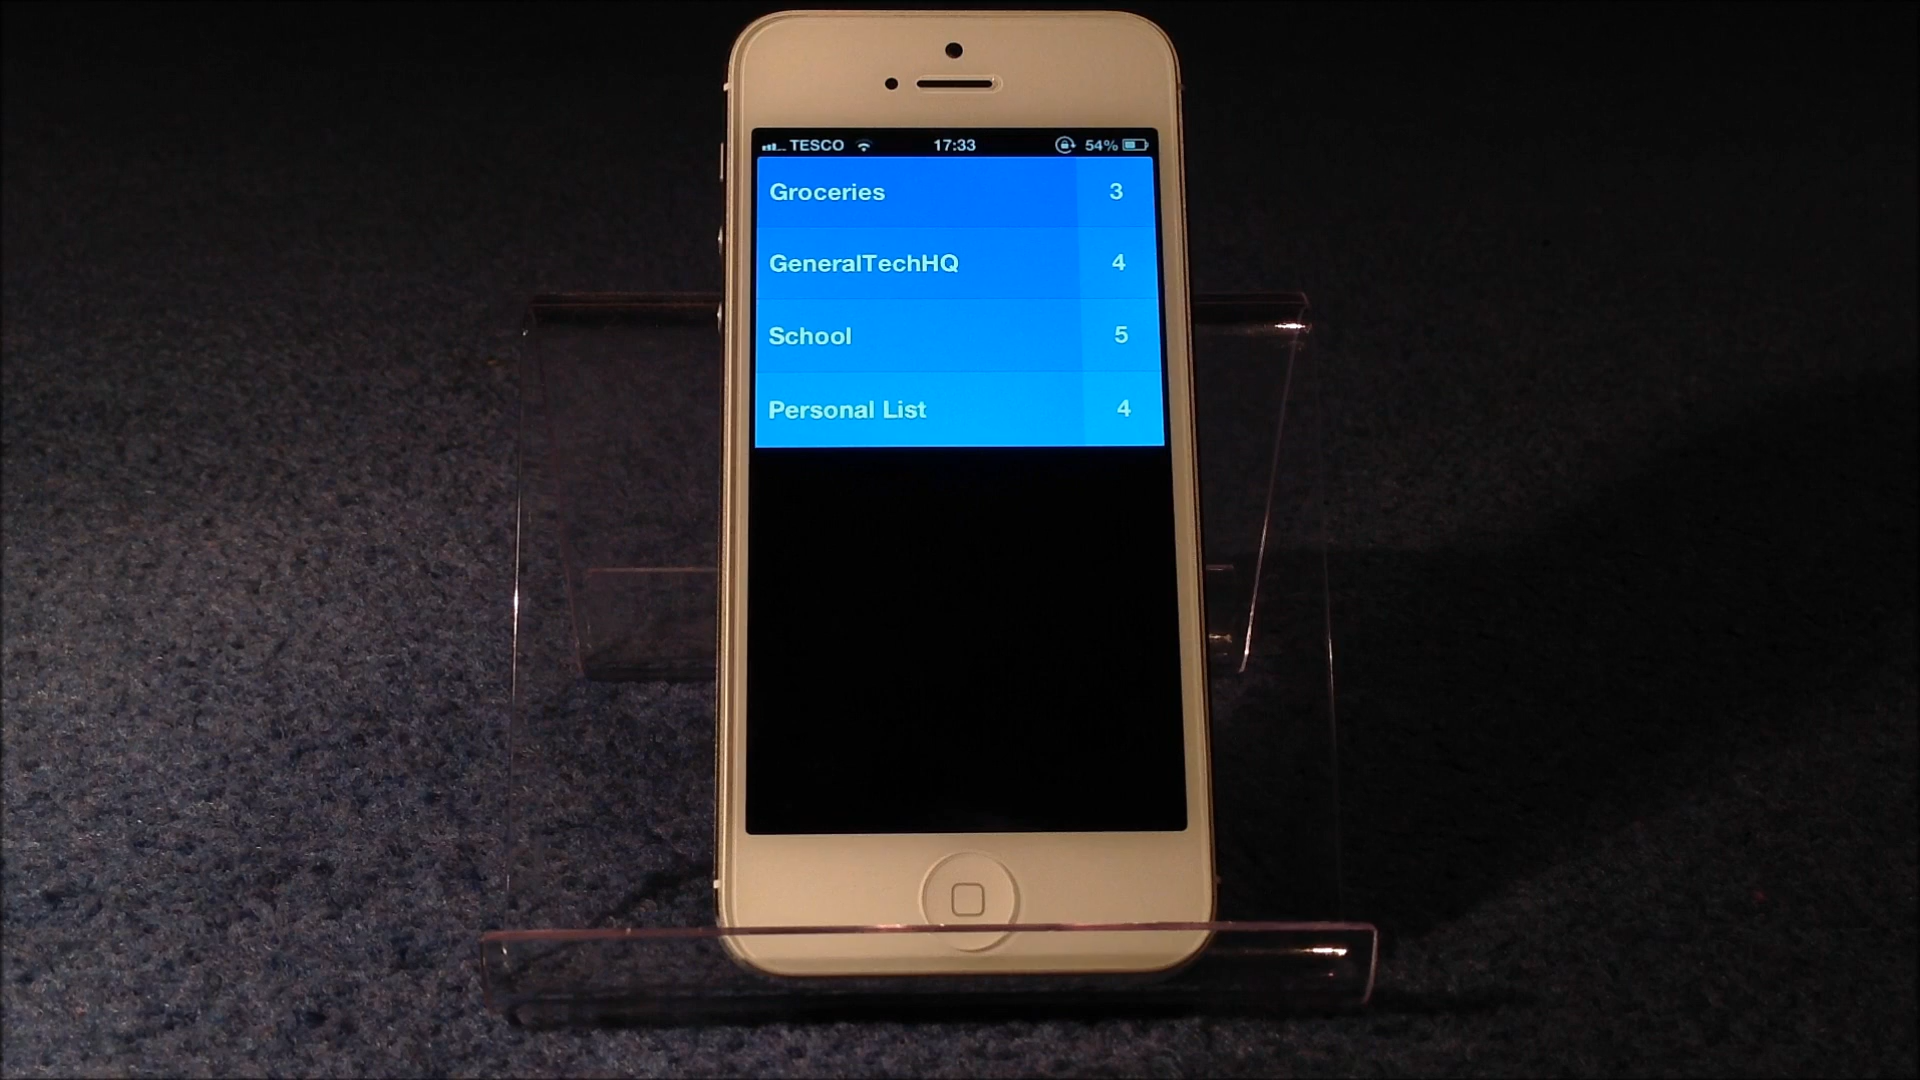 TESCO 17:33 54%
Groceries 3
GeneralTechHQ 4
School 5
Personal List 4